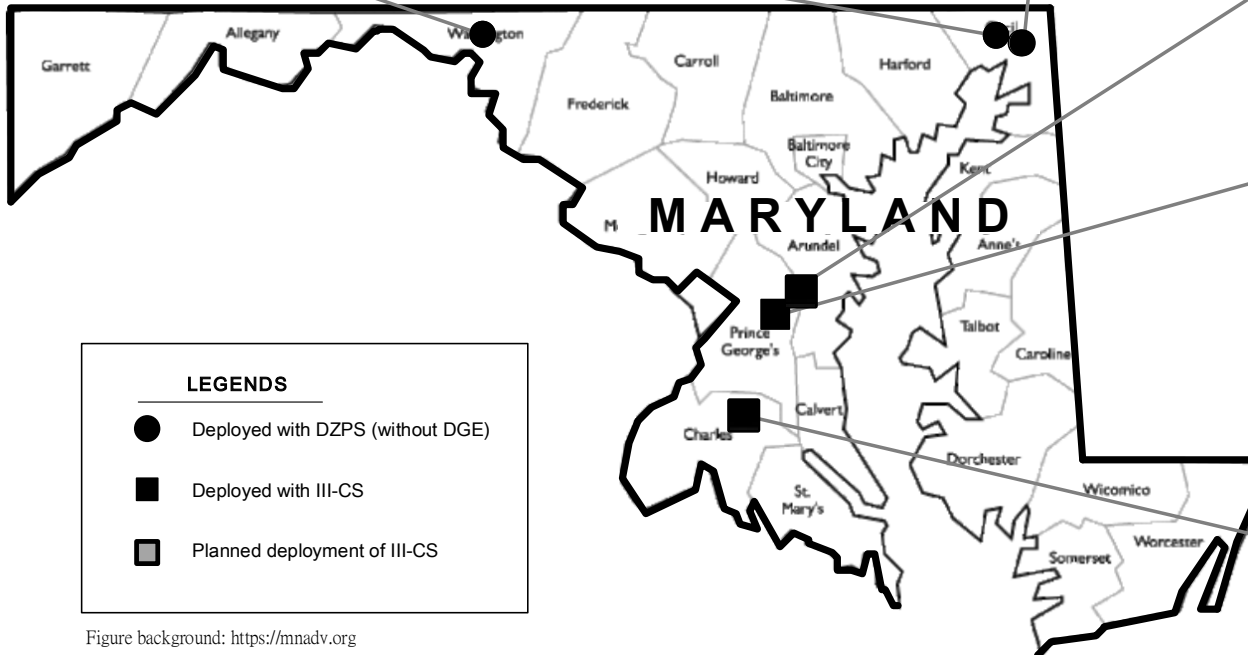 Garrett
Allegany
Frederick
Carroll
Baltimore
Harford
Baltimore
City
Howard
Kent
MARYLAND
Arundel
Anne's
Prince
George's
Talbot
Caroline
Charles
Calvert
St.
Mary's
Dorchester
Wicomico
Somerset
Worcester
LEGENDS
Deployed with DZPS (without DGE)
Deployed with III-CS
Planned deployment of III-CS
Figure background: https://mnadv.org